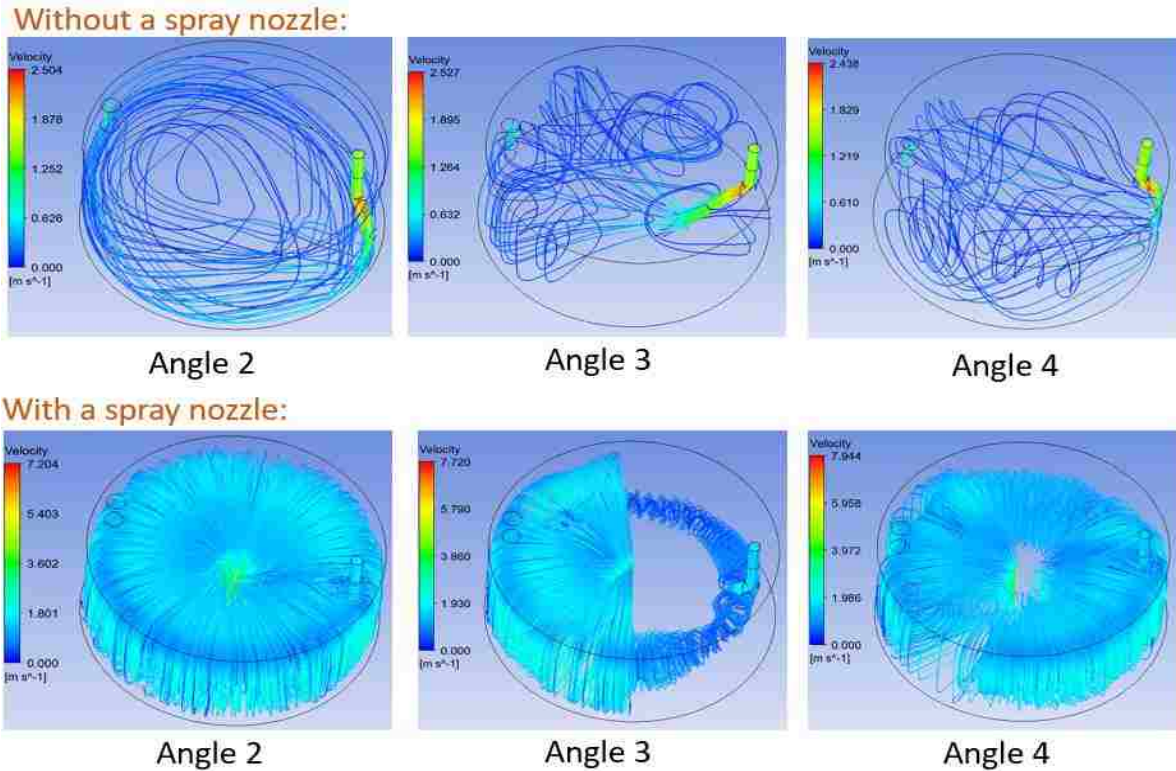 Without a spray nozzle:
Velocity
2.504
1.878
1.252
0.626
0.000
[m s^-1]
Velocity
2.527
1.895
1.264
0.632
0.000
[m s^-1]
Velocity
2.438
1.829
1.219
0.610
0.000
[m s^-1]
Angle 2
Angle 3
Angle 4
With a spray nozzle:
Velocity
7.204
5.403
3.602
1.801
0.000
[m s^-1]
Velocity
7.720
5.790
3.860
1.930
0.000
[m s^-1]
Velocity
7.944
5.958
3.972
1.986
0.000
[m s^-1]
Angle 2
Angle 3
Angle 4